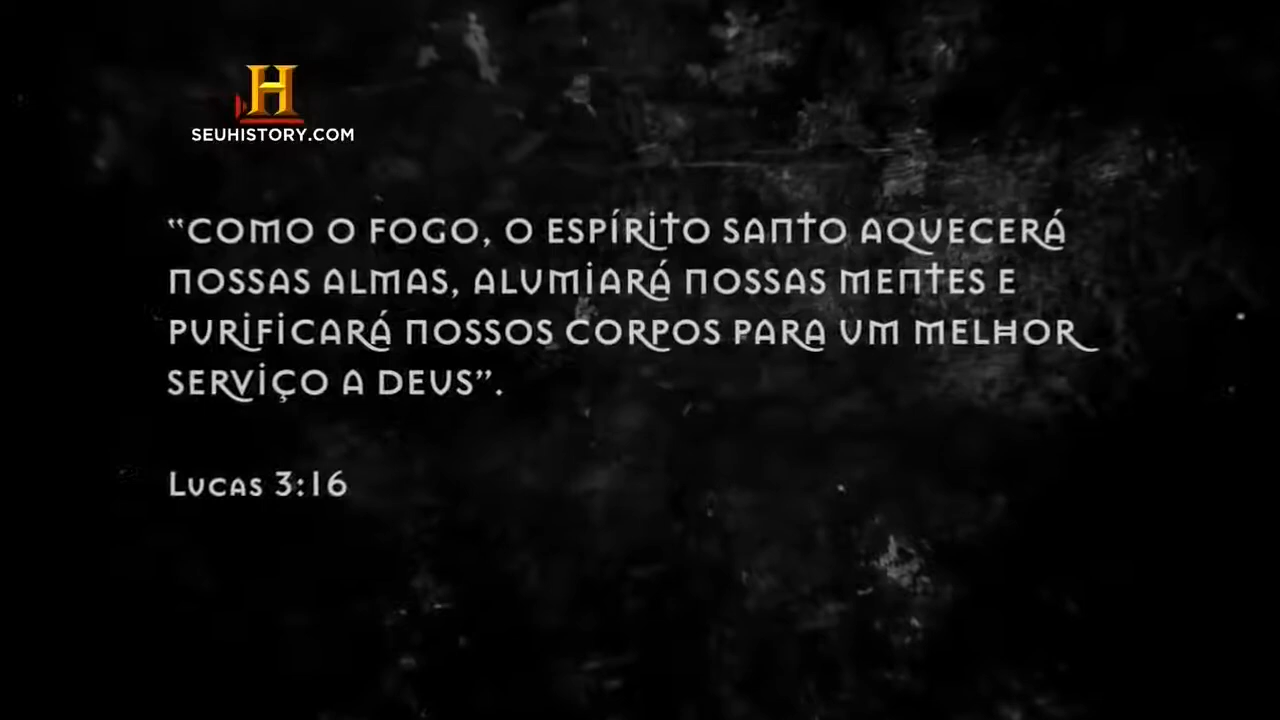 H
SEUHISTORY.COM
“COMO O FOGO, O ESPÍRITO SANTO AQUECERÁ
NOSSAS ALMAS, ALUMIARÁ NOSSAS MENTES E
PURIFICARÁ NOSSOS CORPOS PARA UM MELHOR
SERVIÇO A DEUS”.
Lucas 3:16